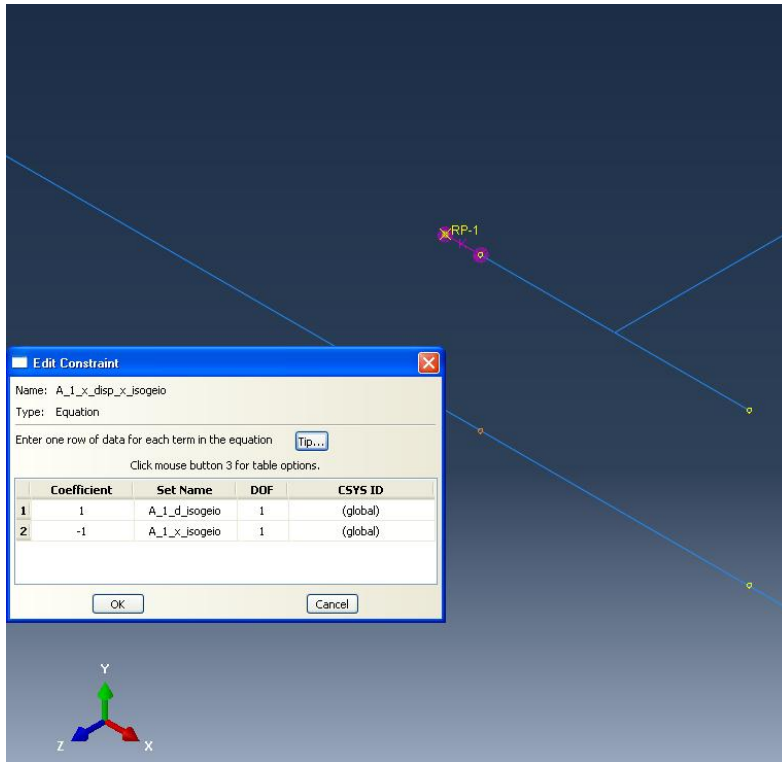 RP-1
Edit Constraint
Name: A_1_x_disp_x_isogeio
Type: Equation
Enter one row of data for each term in the equation Tip...
Click mouse button 3 for table options.
Coefficient Set Name DOF CSYS ID
1 1 A_1_d_isogeio 1 (global)
2 -1 A_1_x_isogeio 1 (global)
OK Cancel
Y
Z X